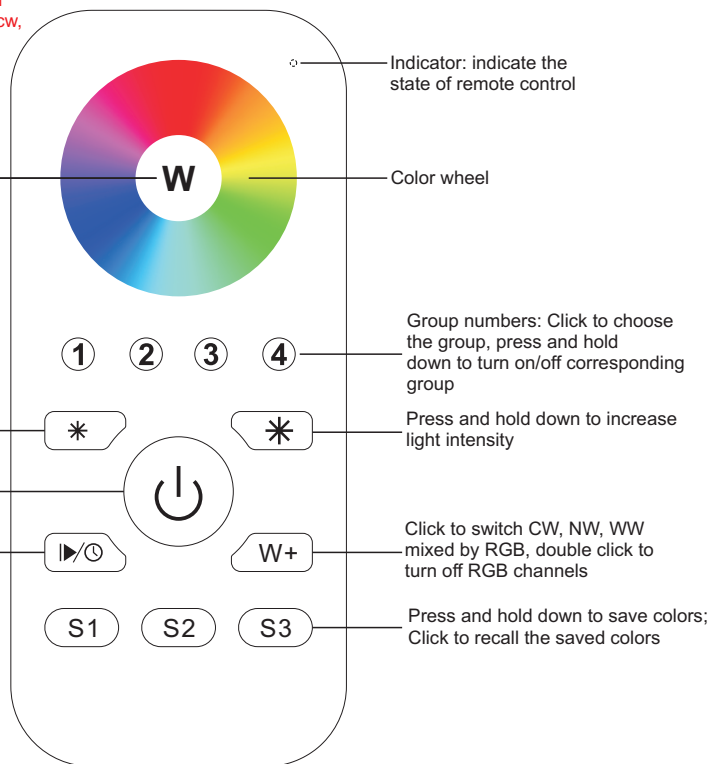 cw,
Indicator: indicate the
state of remote control
W
Color wheel
Group numbers: Click to choose
the group, press and hold
down to turn on/off corresponding
group
1 2 3 4
Press and hold down to increase
light intensity
Click to switch CW, NW, WW
mixed by RGB, double click to
turn off RGB channels
W+
S1 S2 S3
Press and hold down to save colors;
Click to recall the saved colors